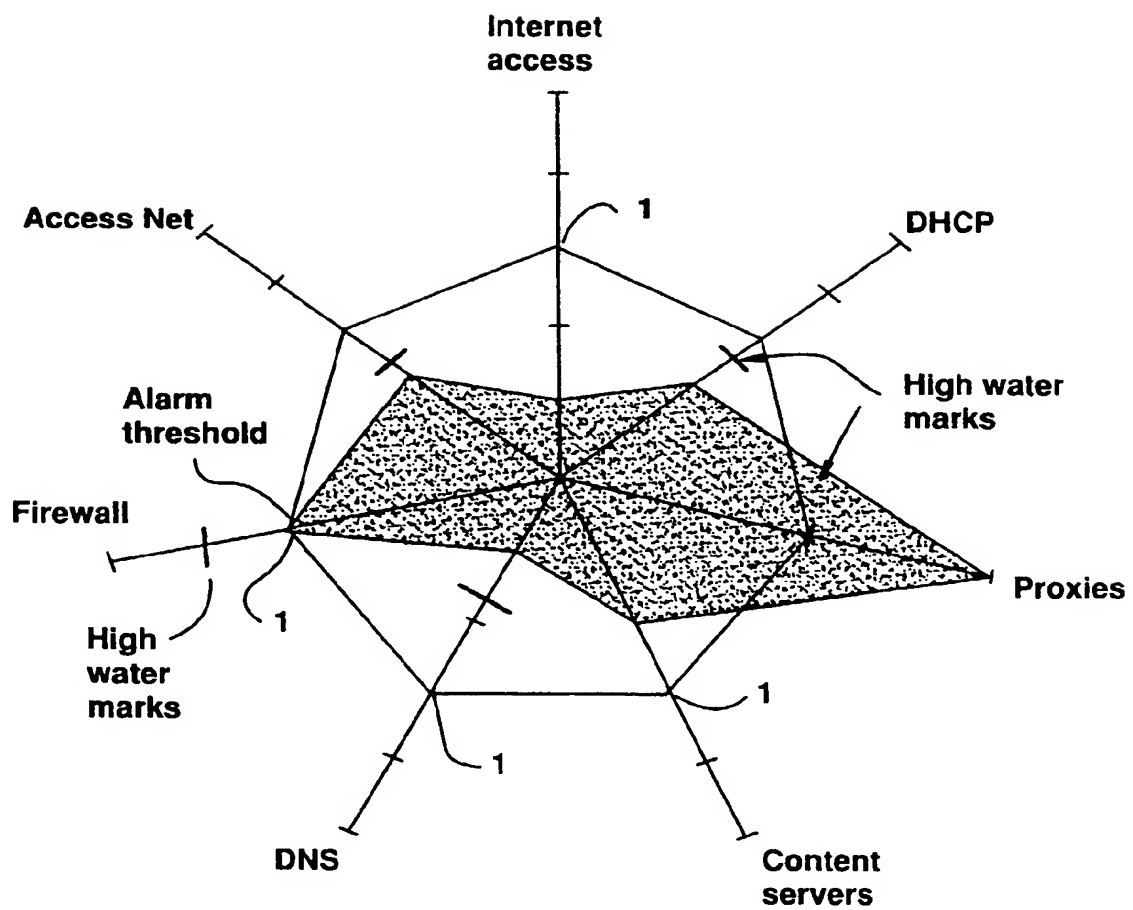 Internet
access
1
Access Net
DHCP
High water
marks
Alarm
threshold
Firewall
Proxies
1
High
water
marks
1
1
DNS
Content
servers